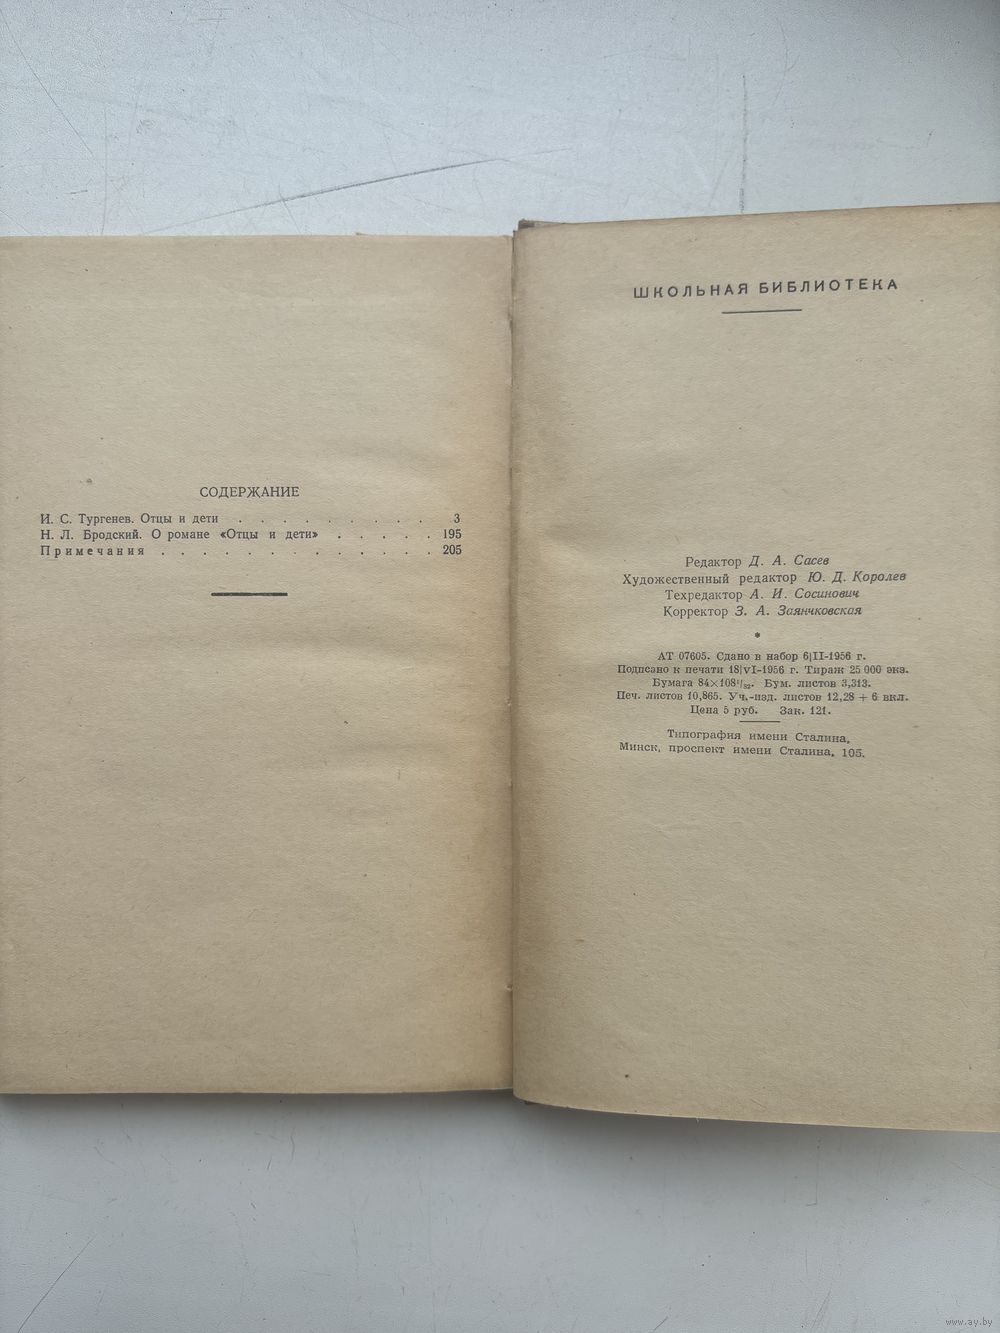 СОДЕРЖАНИЕ
И. С. Тургенев. Отцы и дети . . . . . . . . . 3
Н. Л. Бродский. О романе «Отцы и дети» . . . . . 195
Примечания . . . . . . . . . . . . . 205
ШКОЛЬНАЯ БИБЛИОТЕКА
Редактор Д. А. Сасев
Художественный редактор Ю. Д. Королев
Техредактор А. И. Сосинович
Корректор З. А. Заянчковская
*
АТ 07605. Сдано в набор 6|II-1956 г.
Подписано к печати 18|VI-1956 г. Тираж 25 000 экз.
Бумага 84×108¹/₃₂. Бум. листов 3,313.
Печ. листов 10,865. Уч.-изд. листов 12,28 + 6 вкл.
Цена 5 руб. Зак. 121.
Типография имени Сталина,
Минск, проспект имени Сталина, 105.
www.ay.by